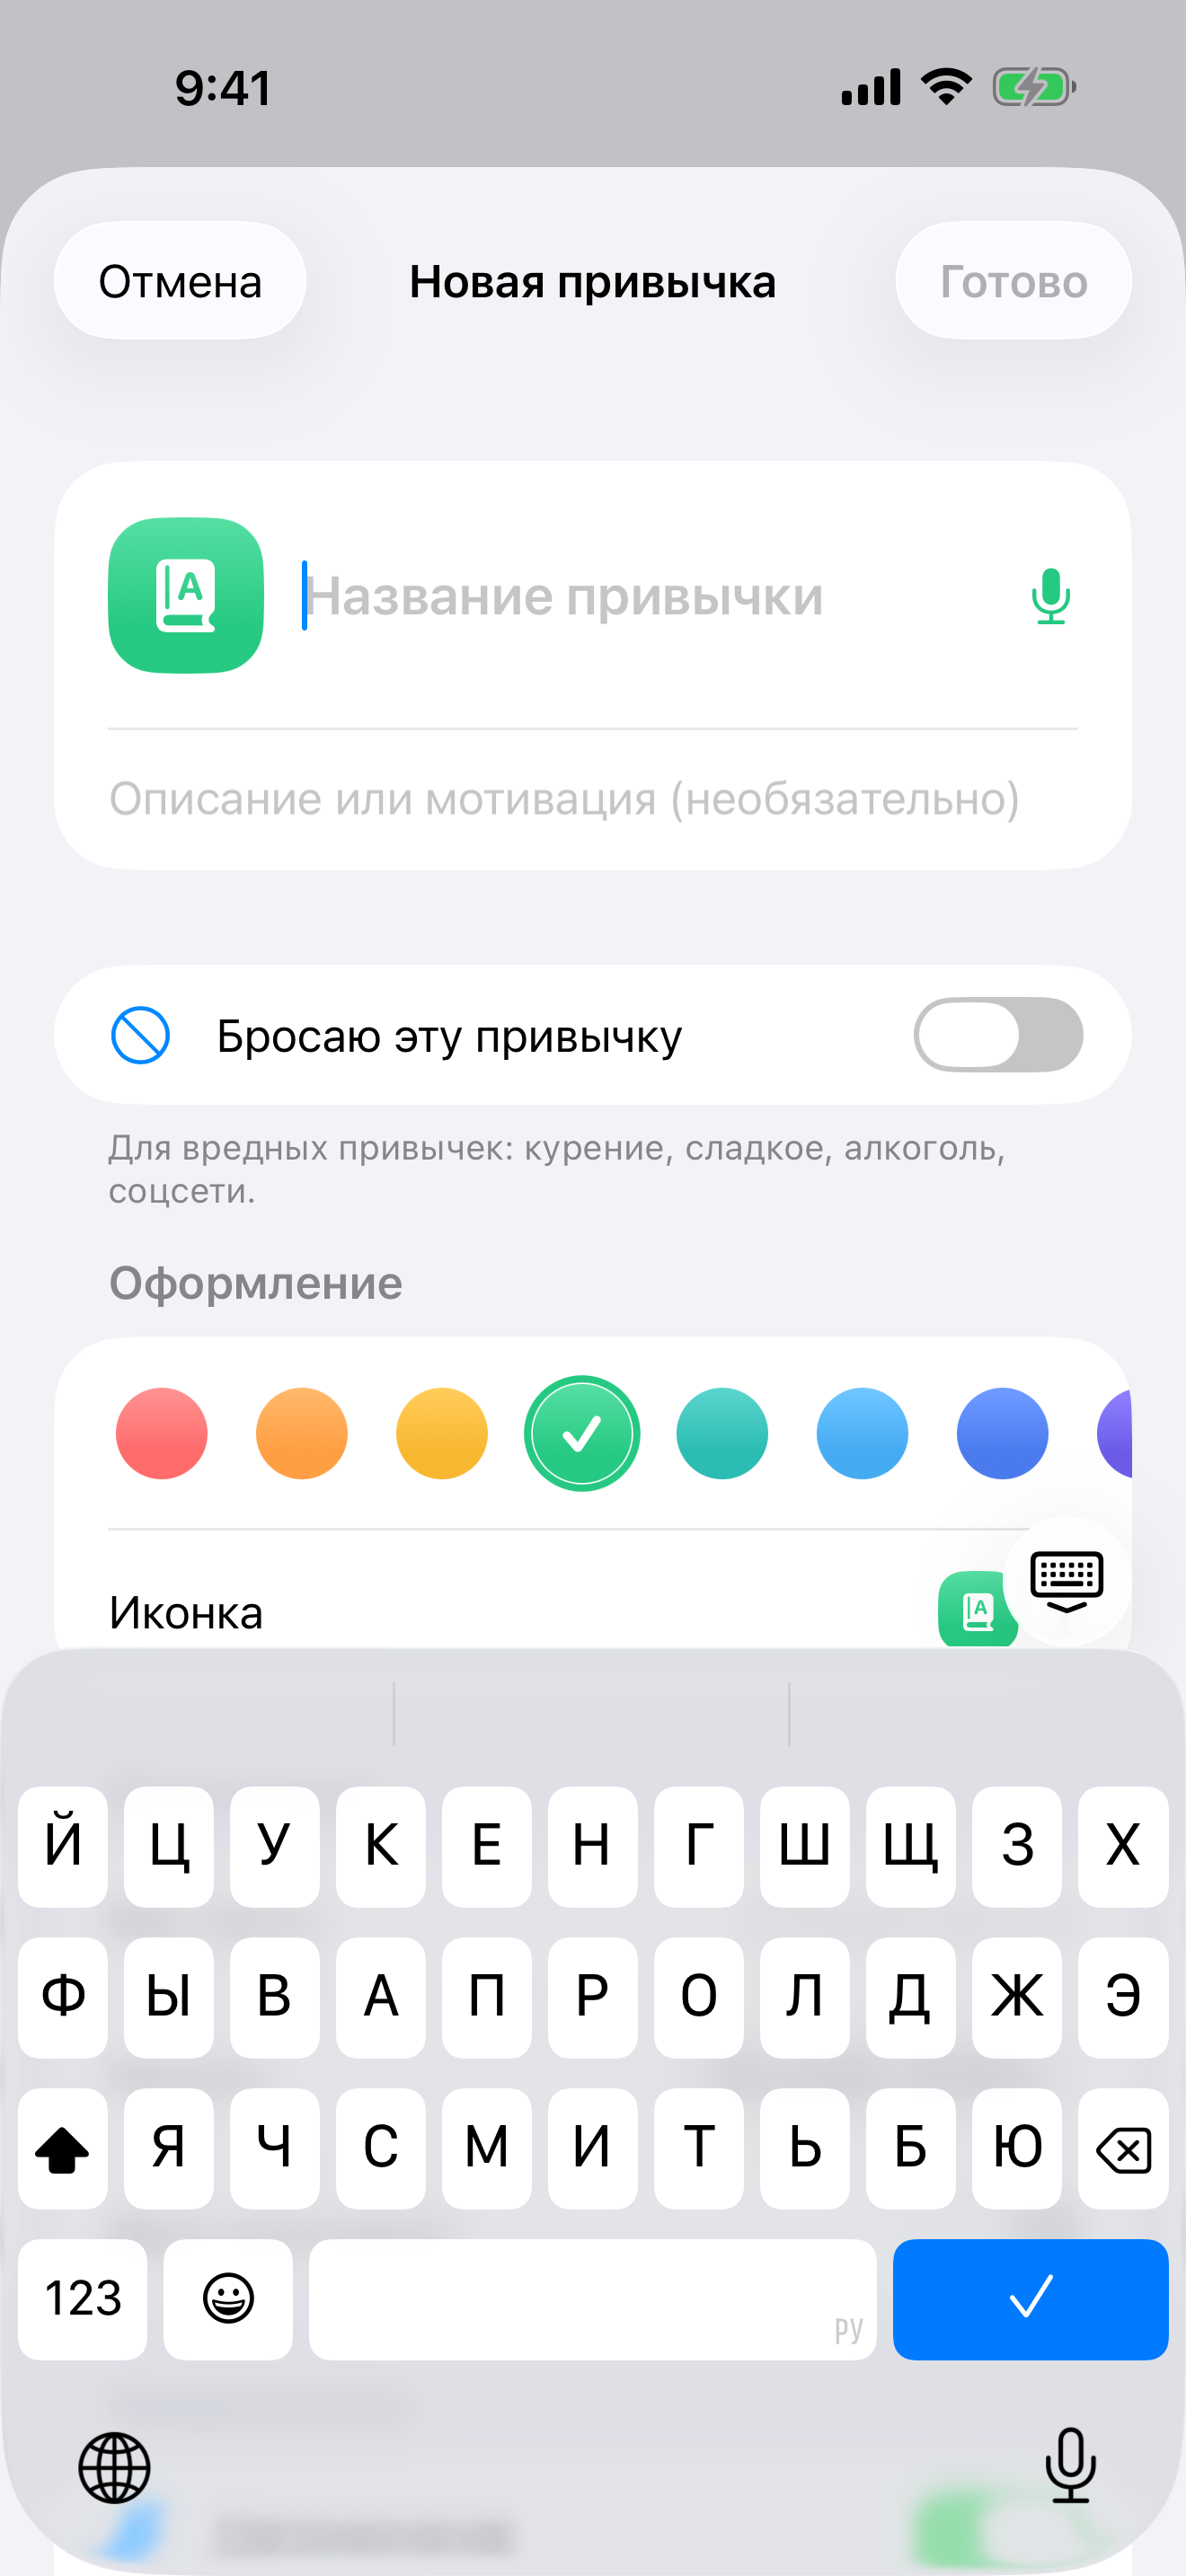 9:41
Отмена
Новая привычка
Готово
A
Название привычки
Описание или мотивация (необязательно)
Бросаю эту привычку
Для вредных привычек: курение, сладкое, алкоголь,
соцсети.
Оформление
Иконка
A
Й Ц У К Е Н Г Ш Щ З Х
Ф Ы В А П Р О Л Д Ж Э
Я Ч С М И Т Ь Б Ю
123
РУ